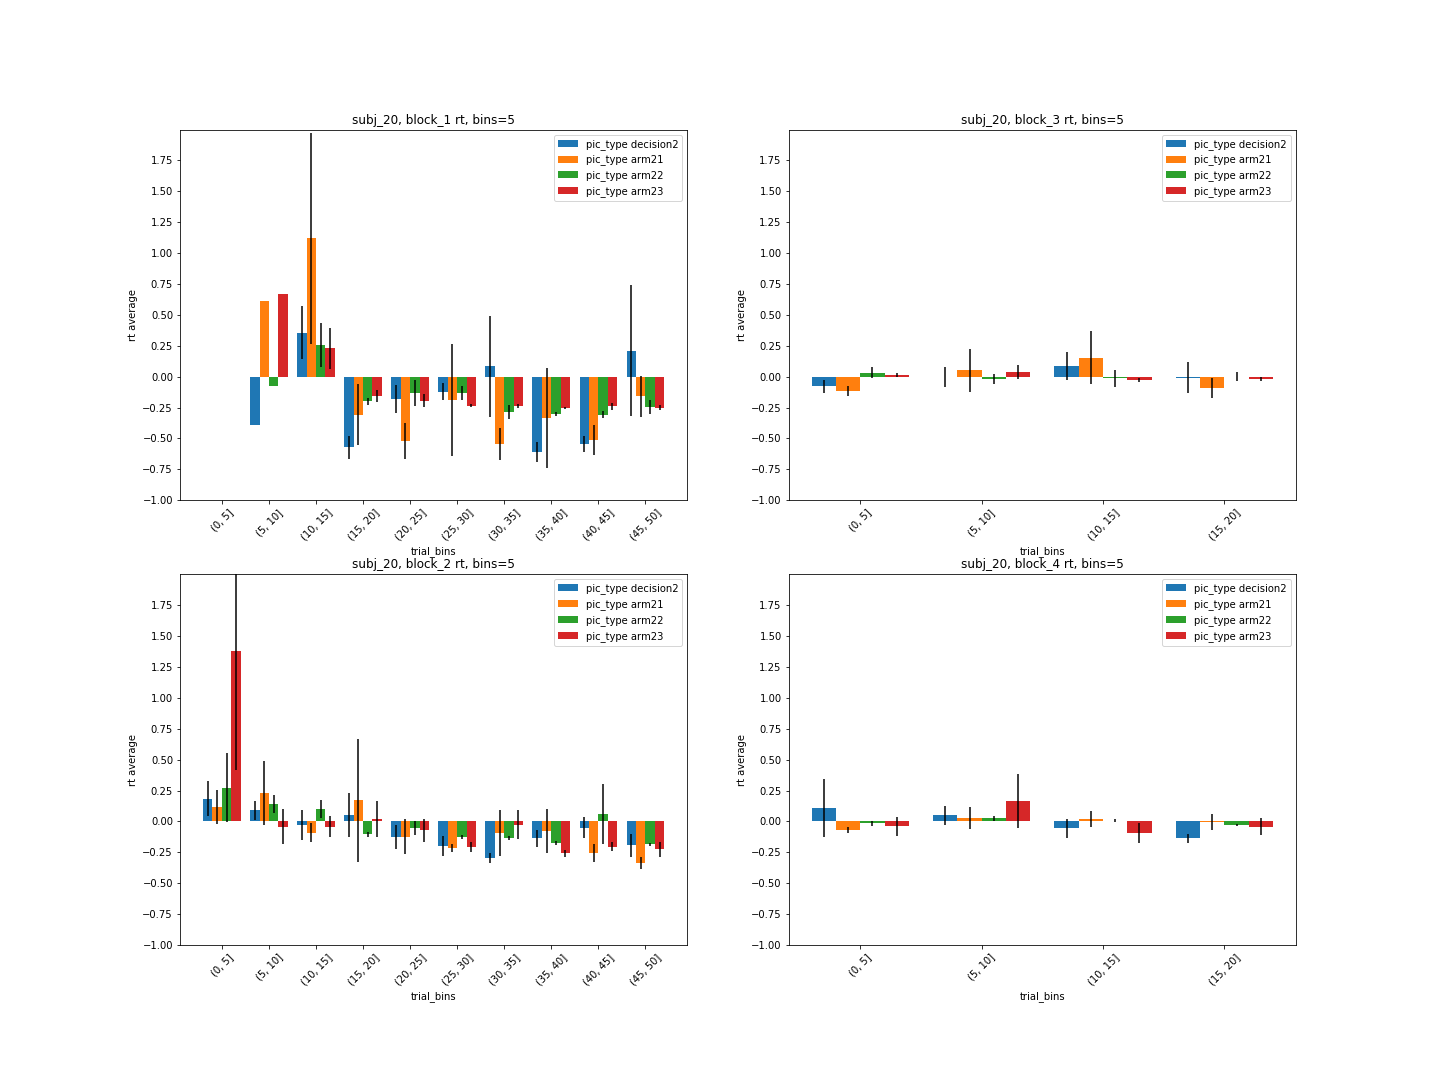 subj_20, block_1 rt, bins=5
pic_type decision2
pic_type arm21
pic_type arm22
pic_type arm23
1.75
1.50
1.25
1.00
0.75
0.50
0.25
0.00
−0.25
−0.50
−0.75
−1.00
rt average
(0, 5]
(5, 10]
(10, 15]
(15, 20]
(20, 25]
(25, 30]
(30, 35]
(35, 40]
(40, 45]
(45, 50]
trial_bins
subj_20, block_3 rt, bins=5
pic_type decision2
pic_type arm21
pic_type arm22
pic_type arm23
1.75
1.50
1.25
1.00
0.75
0.50
0.25
0.00
−0.25
−0.50
−0.75
−1.00
rt average
(0, 5]
(5, 10]
(10, 15]
(15, 20]
trial_bins
subj_20, block_2 rt, bins=5
pic_type decision2
pic_type arm21
pic_type arm22
pic_type arm23
1.75
1.50
1.25
1.00
0.75
0.50
0.25
0.00
−0.25
−0.50
−0.75
−1.00
rt average
(0, 5]
(5, 10]
(10, 15]
(15, 20]
(20, 25]
(25, 30]
(30, 35]
(35, 40]
(40, 45]
(45, 50]
trial_bins
subj_20, block_4 rt, bins=5
pic_type decision2
pic_type arm21
pic_type arm22
pic_type arm23
1.75
1.50
1.25
1.00
0.75
0.50
0.25
0.00
−0.25
−0.50
−0.75
−1.00
rt average
(0, 5]
(5, 10]
(10, 15]
(15, 20]
trial_bins